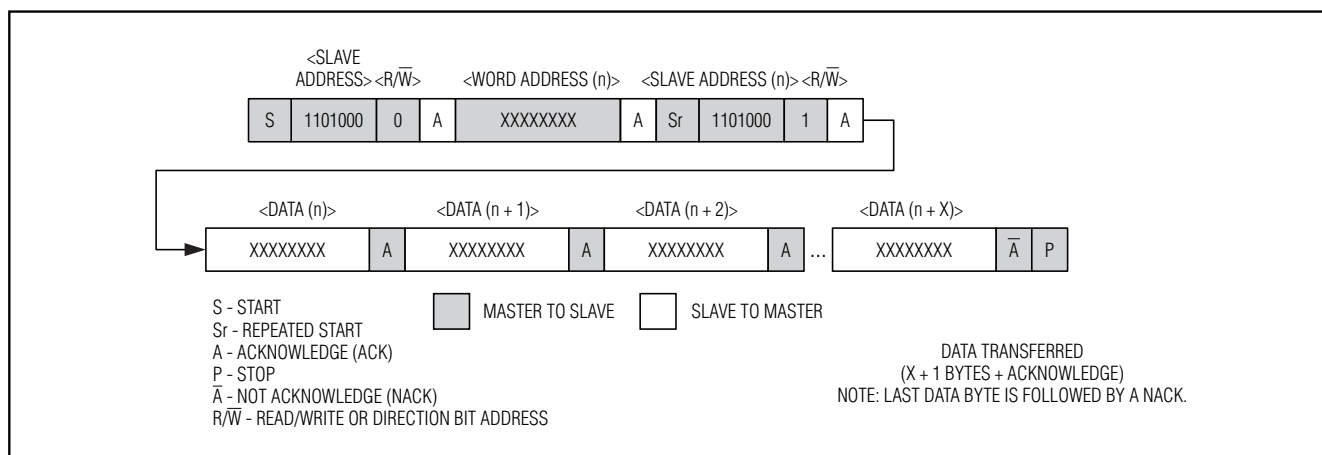 <SLAVE
ADDRESS> <R/W̅> <WORD ADDRESS (n)> <SLAVE ADDRESS (n)> <R/W̅>
S 1101000 0 A XXXXXXXX A Sr 1101000 1 A
<DATA (n)> <DATA (n + 1)> <DATA (n + 2)> <DATA (n + X)>
XXXXXXXX A XXXXXXXX A XXXXXXXX A ... XXXXXXXX A̅ P
S - START
Sr - REPEATED START
A - ACKNOWLEDGE (ACK)
P - STOP
A̅ - NOT ACKNOWLEDGE (NACK)
R/W̅ - READ/WRITE OR DIRECTION BIT ADDRESS
MASTER TO SLAVE SLAVE TO MASTER
DATA TRANSFERRED
(X + 1 BYTES + ACKNOWLEDGE)
NOTE: LAST DATA BYTE IS FOLLOWED BY A NACK.